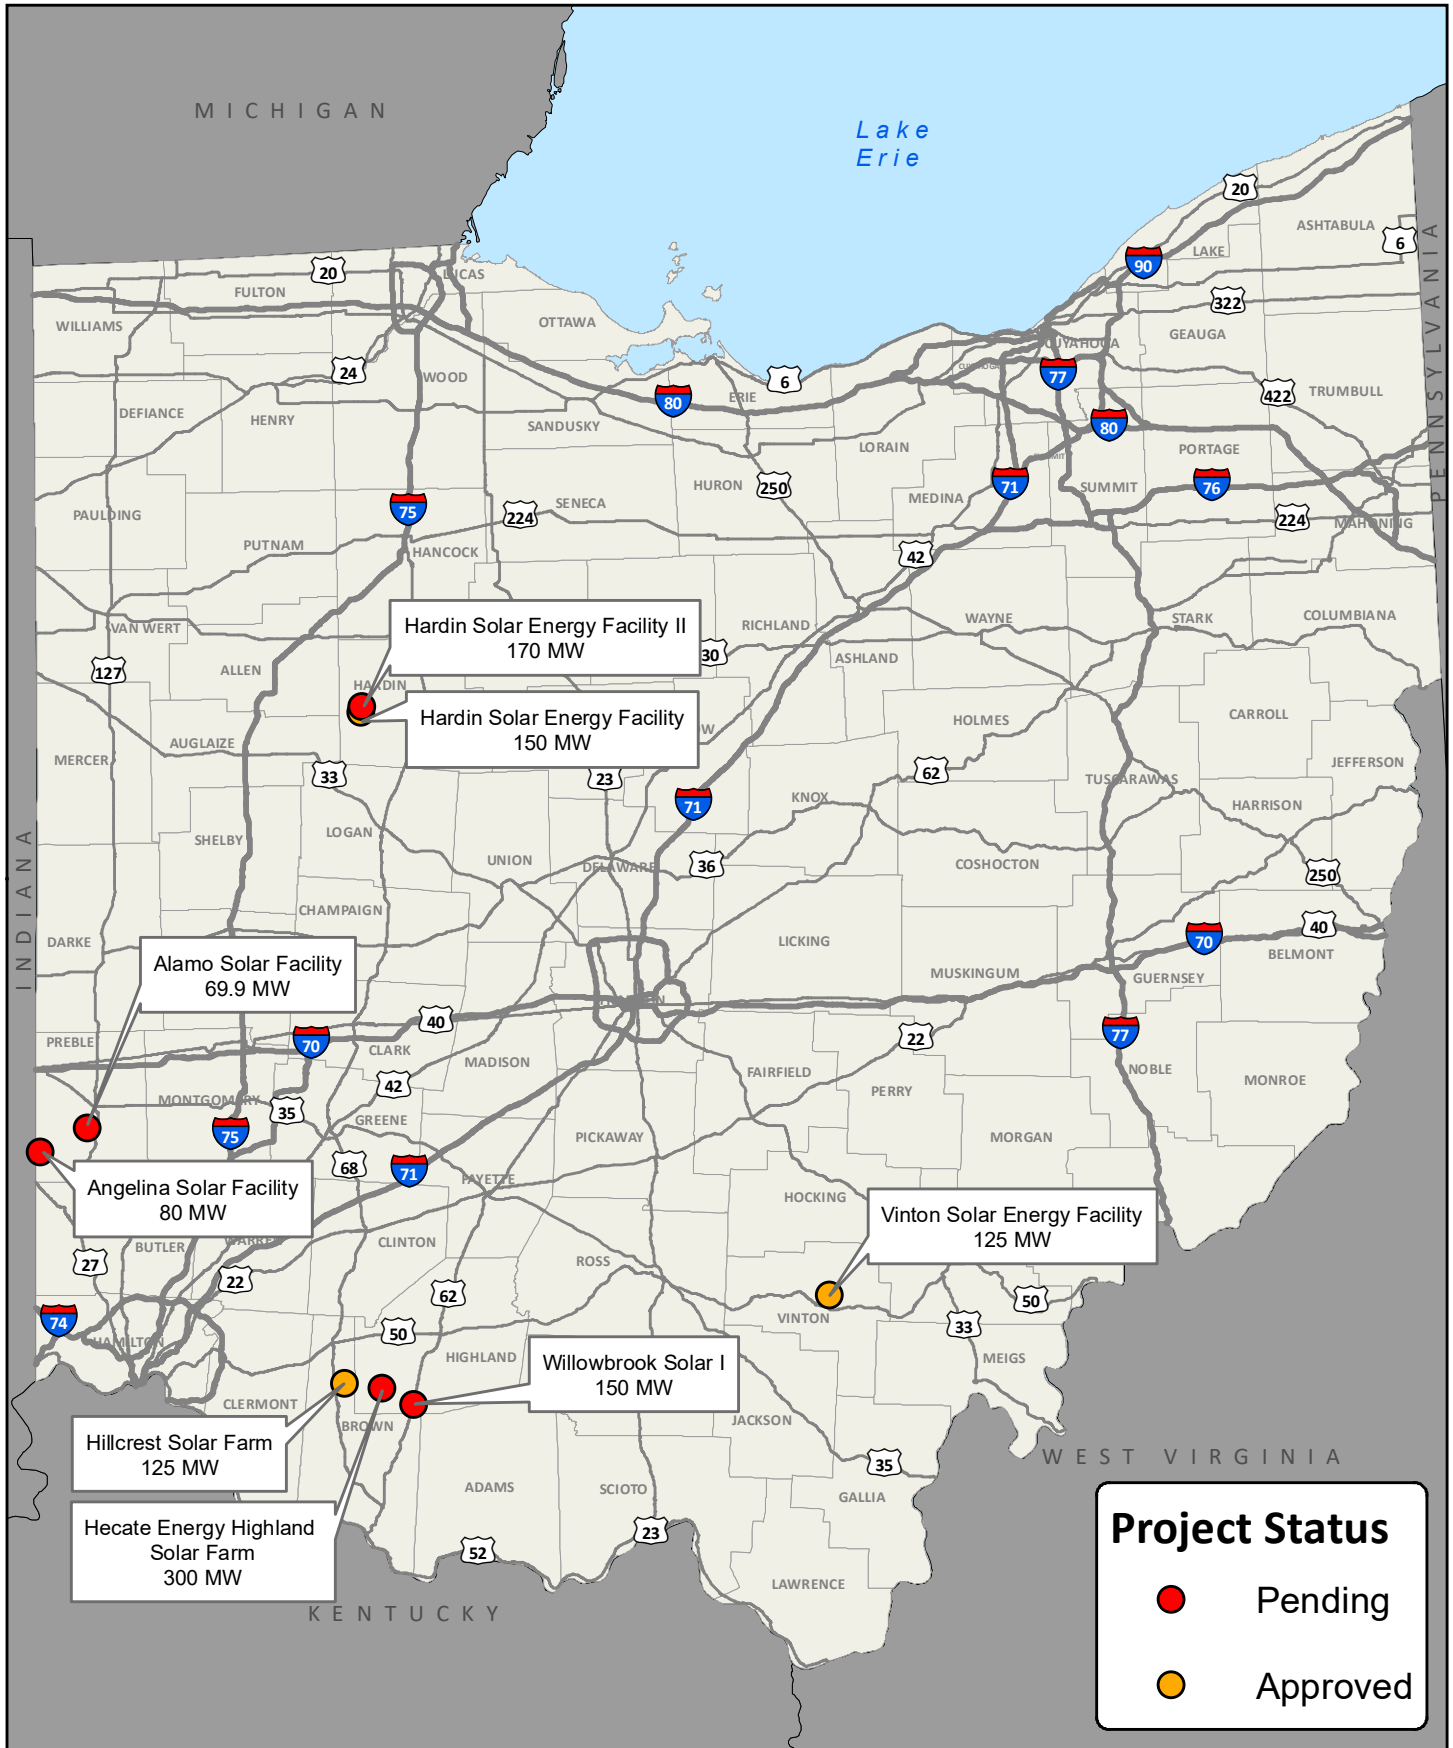 MICHIGAN
Lake
Erie
20
ASHTABULA
6
LAKE
90
20
LUCAS
FULTON
322
WILLIAMS
OTTAWA
GEAUGA
CUYAHOGA
24
WOOD
77
6
80
ERIE
422
TRUMBULL
DEFIANCE
HENRY
SANDUSKY
80
LORAIN
PORTAGE
PENNSYLVANIA
HURON
250
MEDINA
71
SUMMIT
76
75
SENECA
224
PAULDING
224
MAHONING
PUTNAM
HANCOCK
42
VAN WERT
Hardin Solar Energy Facility II
170 MW
RICHLAND
WAYNE
STARK
COLUMBIANA
30
ASHLAND
127
ALLEN
HARDIN
Hardin Solar Energy Facility
150 MW
W
HOLMES
CARROLL
AUGLAIZE
MERCER
33
23
62
TUSCARAWAS
JEFFERSON
71
KNOX
HARRISON
SHELBY
LOGAN
UNION
DELAWARE
36
COSHOCTON
250
INDIANA
CHAMPAIGN
DARKE
LICKING
70
40
BELMONT
Alamo Solar Facility
69.9 MW
MUSKINGUM
GUERNSEY
40
PREBLE
70
CLARK
MADISON
22
77
42
FAIRFIELD
PERRY
NOBLE
MONROE
MONTGOMERY
35
GREENE
75
PICKAWAY
MORGAN
68
71
FAYETTE
Angelina Solar Facility
80 MW
HOCKING
Vinton Solar Energy Facility
125 MW
BUTLER
WARREN
CLINTON
27
22
ROSS
62
50
74
VINTON
33
HAMILTON
50
HIGHLAND
Willowbrook Solar I
150 MW
MEIGS
CLERMONT
BROWN
JACKSON
Hillcrest Solar Farm
125 MW
35
WEST VIRGINIA
ADAMS
SCIOTO
GALLIA
Hecate Energy Highland
Solar Farm
300 MW
23
52
LAWRENCE
KENTUCKY
Project Status
Pending
Approved